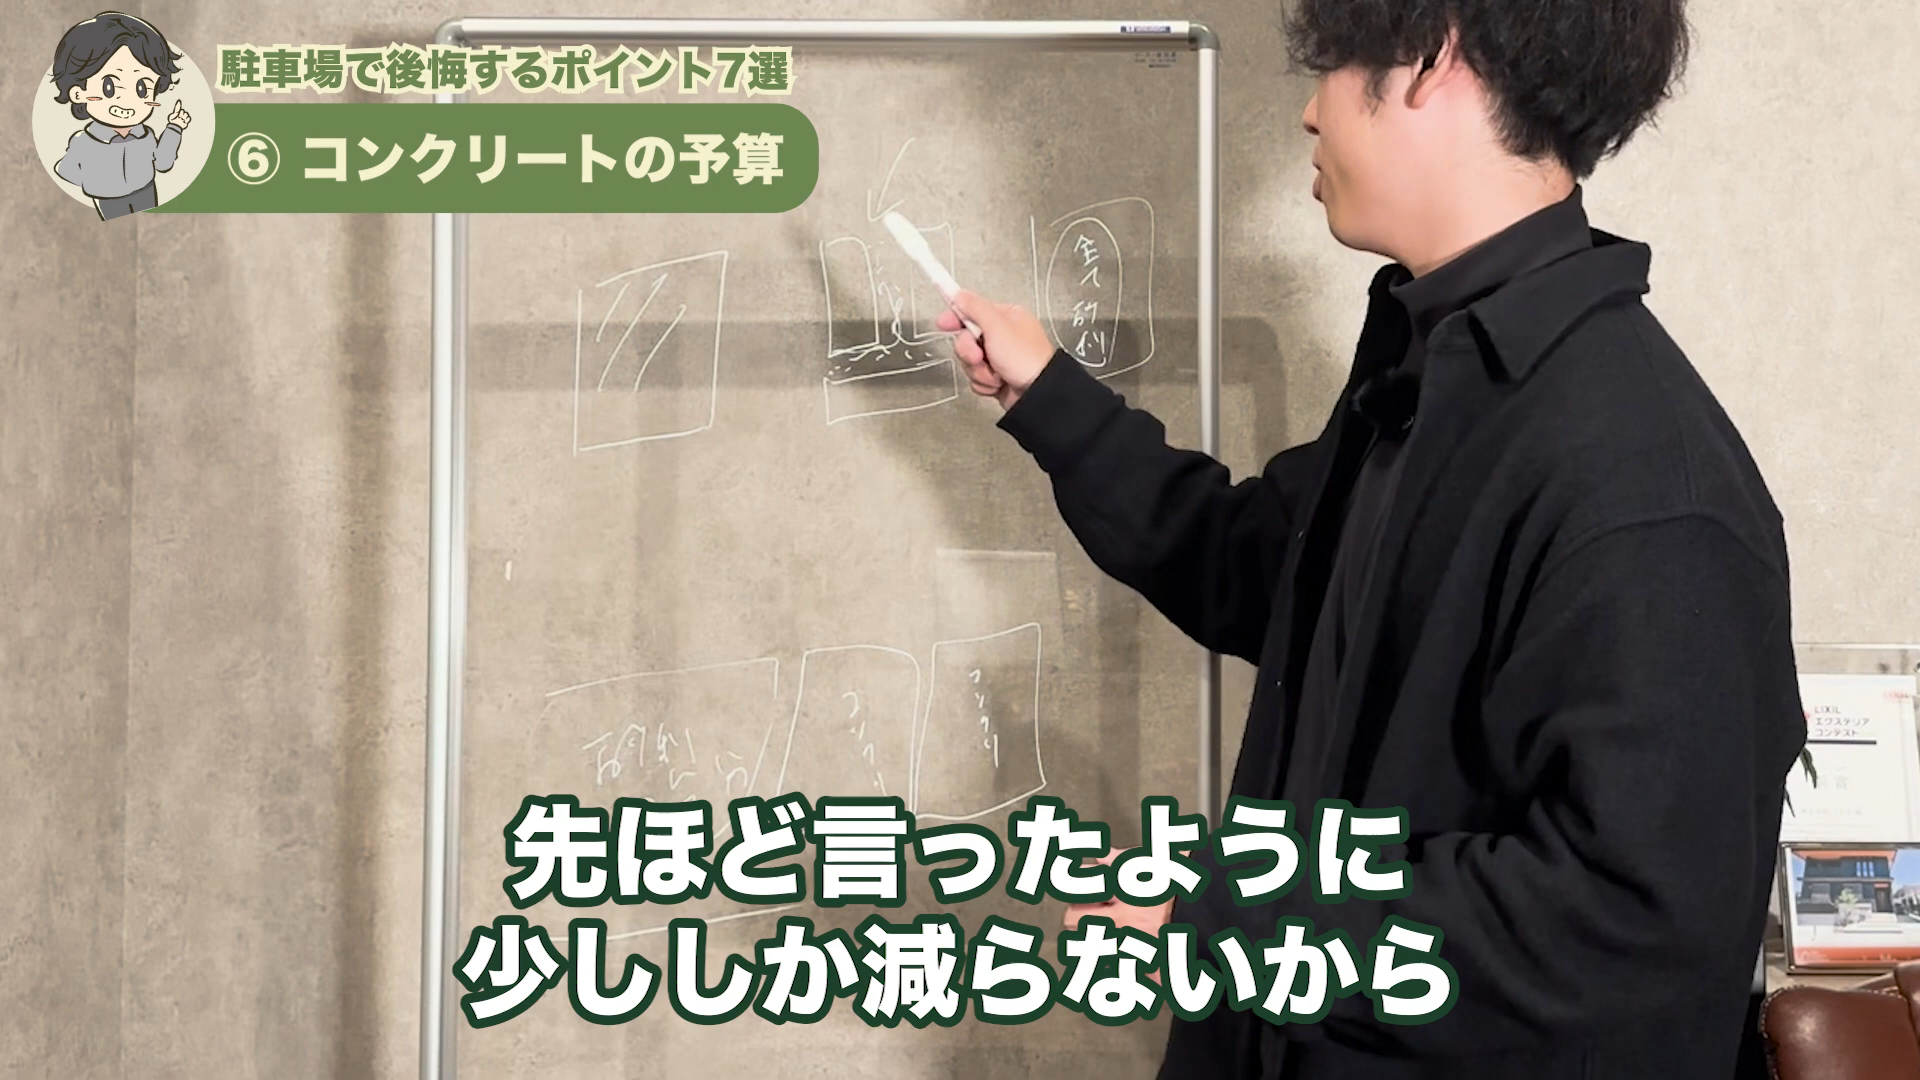 駐車場で後悔するポイント7選
⑥ コンクリートの予算
全て砂利
砂利
コンクリ
コンクリ
LIXIL
エクステリア
コンテスト
先ほど言ったように
少ししか減らないから